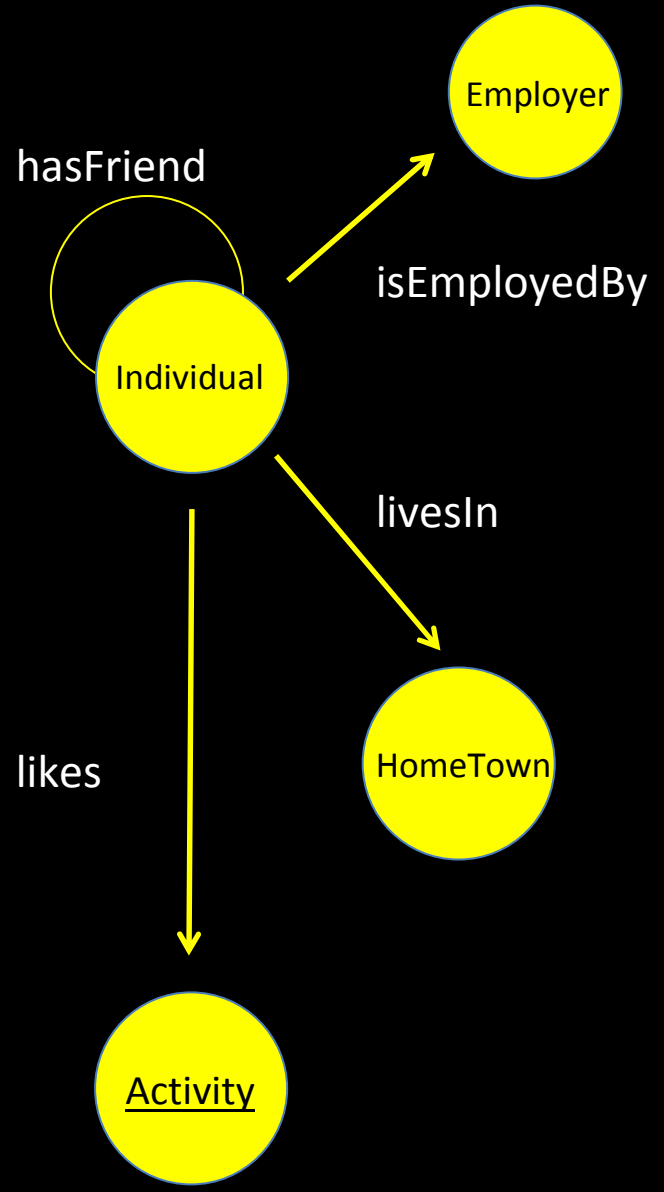 Employer
hasFriend
isEmployedBy
Individual
livesIn
HomeTown
likes
Activity